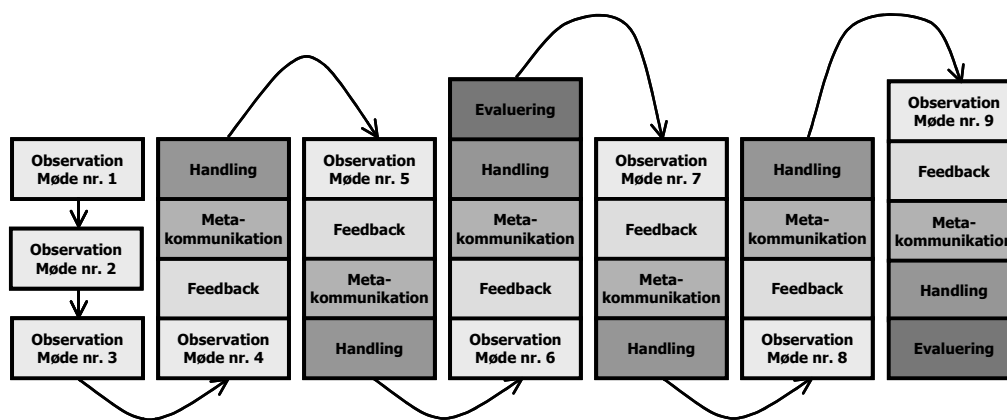 Observation
Møde nr. 1
Observation
Møde nr. 2
Observation
Møde nr. 3
Handling
Meta-
kommunikation
Feedback
Observation
Møde nr. 4
Observation
Møde nr. 5
Feedback
Meta-
kommunikation
Handling
Evaluering
Handling
Meta-
kommunikation
Feedback
Observation
Møde nr. 6
Observation
Møde nr. 7
Feedback
Meta-
kommunikation
Handling
Handling
Meta-
kommunikation
Feedback
Observation
Møde nr. 8
Observation
Møde nr. 9
Feedback
Meta-
kommunikation
Handling
Evaluering